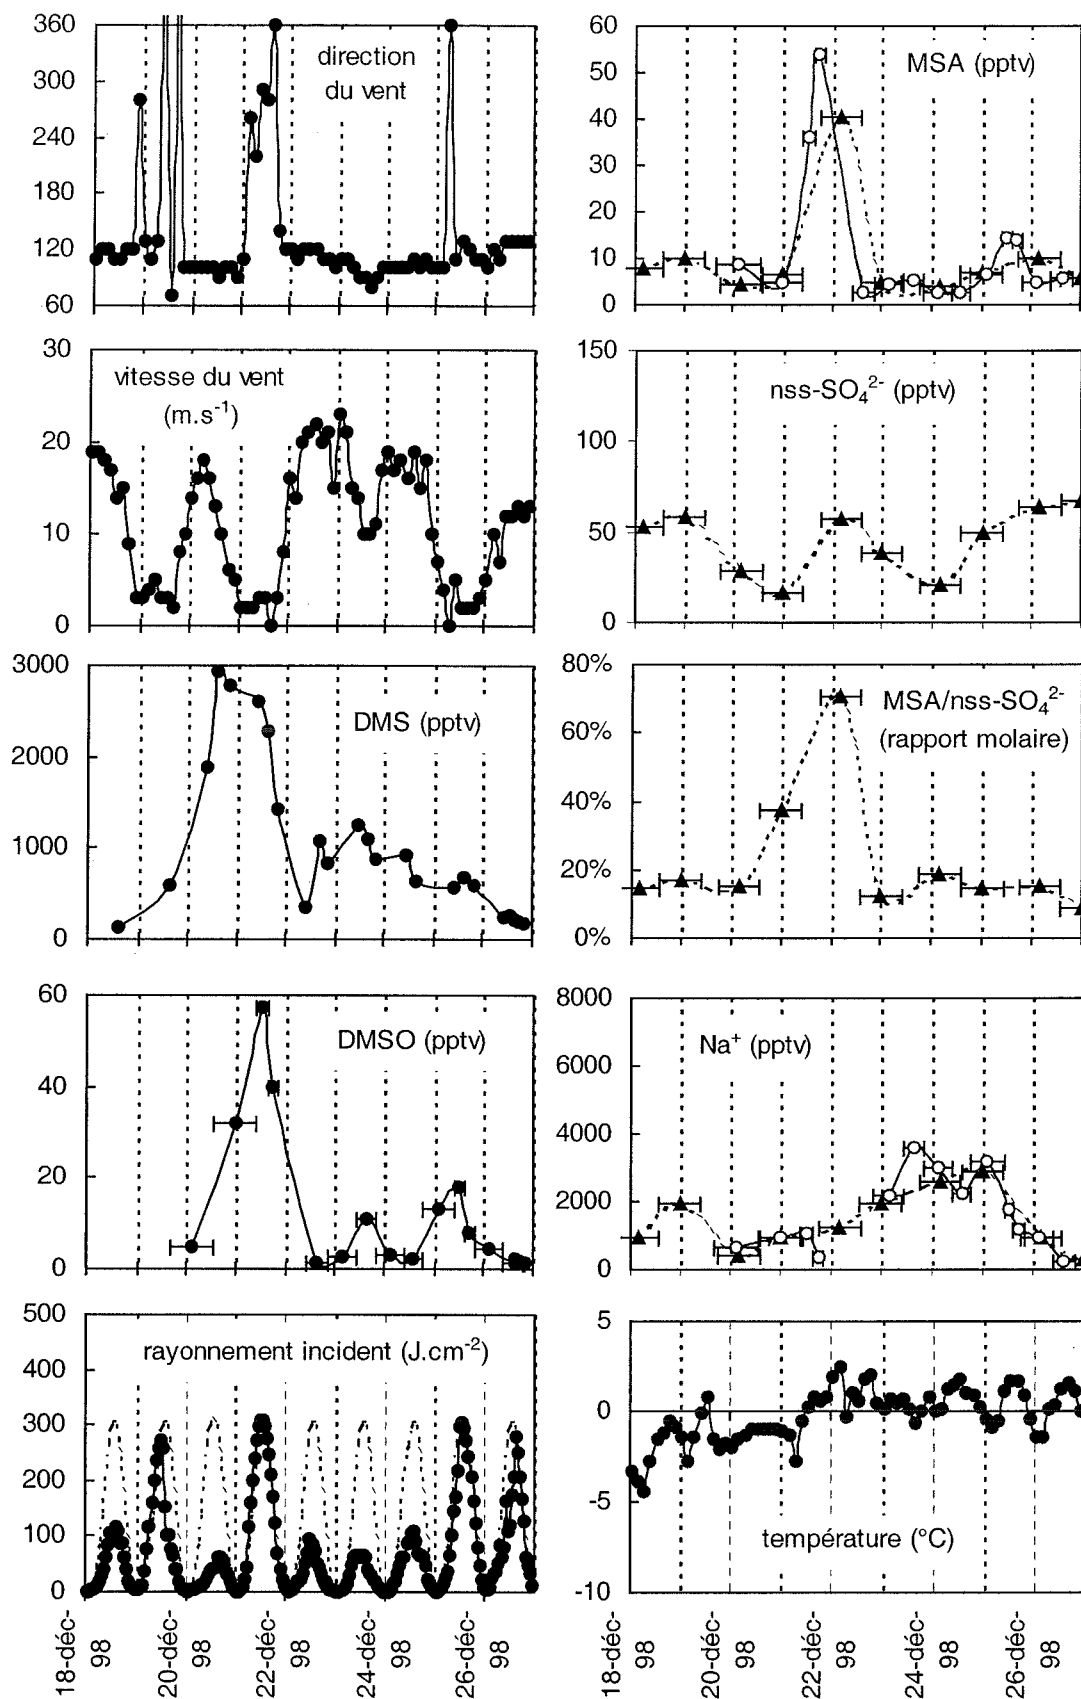 360
300
240
180
120
60
direction
du vent
60
50
40
30
20
10
0
MSA (pptv)
30
20
10
0
vitesse du vent
(m.s⁻¹)
150
100
50
0
nss-SO₄²⁻ (pptv)
3000
2000
1000
0
DMS (pptv)
80%
60%
40%
20%
0%
MSA/nss-SO₄²⁻
(rapport molaire)
60
40
20
0
DMSO (pptv)
8000
6000
4000
2000
0
Na⁺ (pptv)
500
400
300
200
100
0
rayonnement incident (J.cm⁻²)
18-déc-
98
20-déc-
98
22-déc-
98
24-déc-
98
26-déc-
98
5
0
-5
-10
température (°C)
18-déc-
98
20-déc-
98
22-déc-
98
24-déc-
98
26-déc-
98